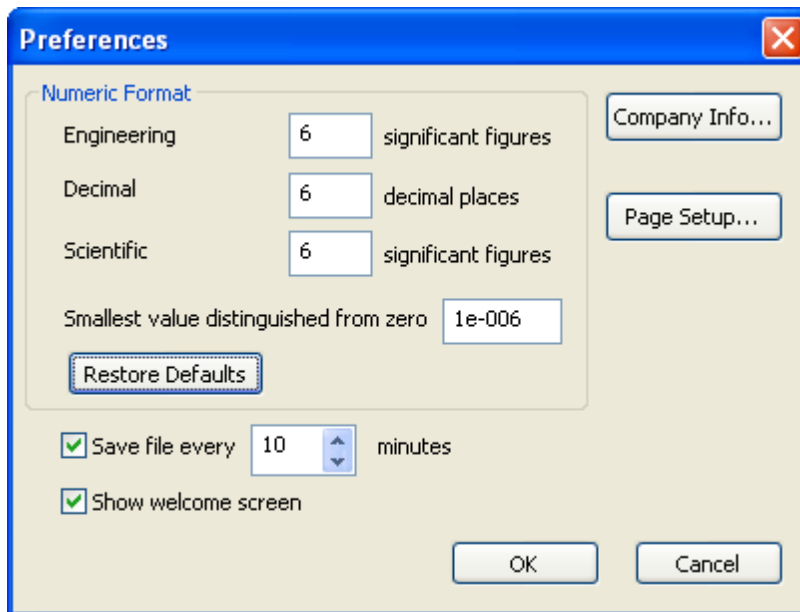 Preferences
Numeric Format
Engineering 6 significant figures
Company Info...
Decimal 6 decimal places
Page Setup...
Scientific 6 significant figures
Smallest value distinguished from zero 1e-006
Restore Defaults
Save file every 10 minutes
Show welcome screen
OK Cancel